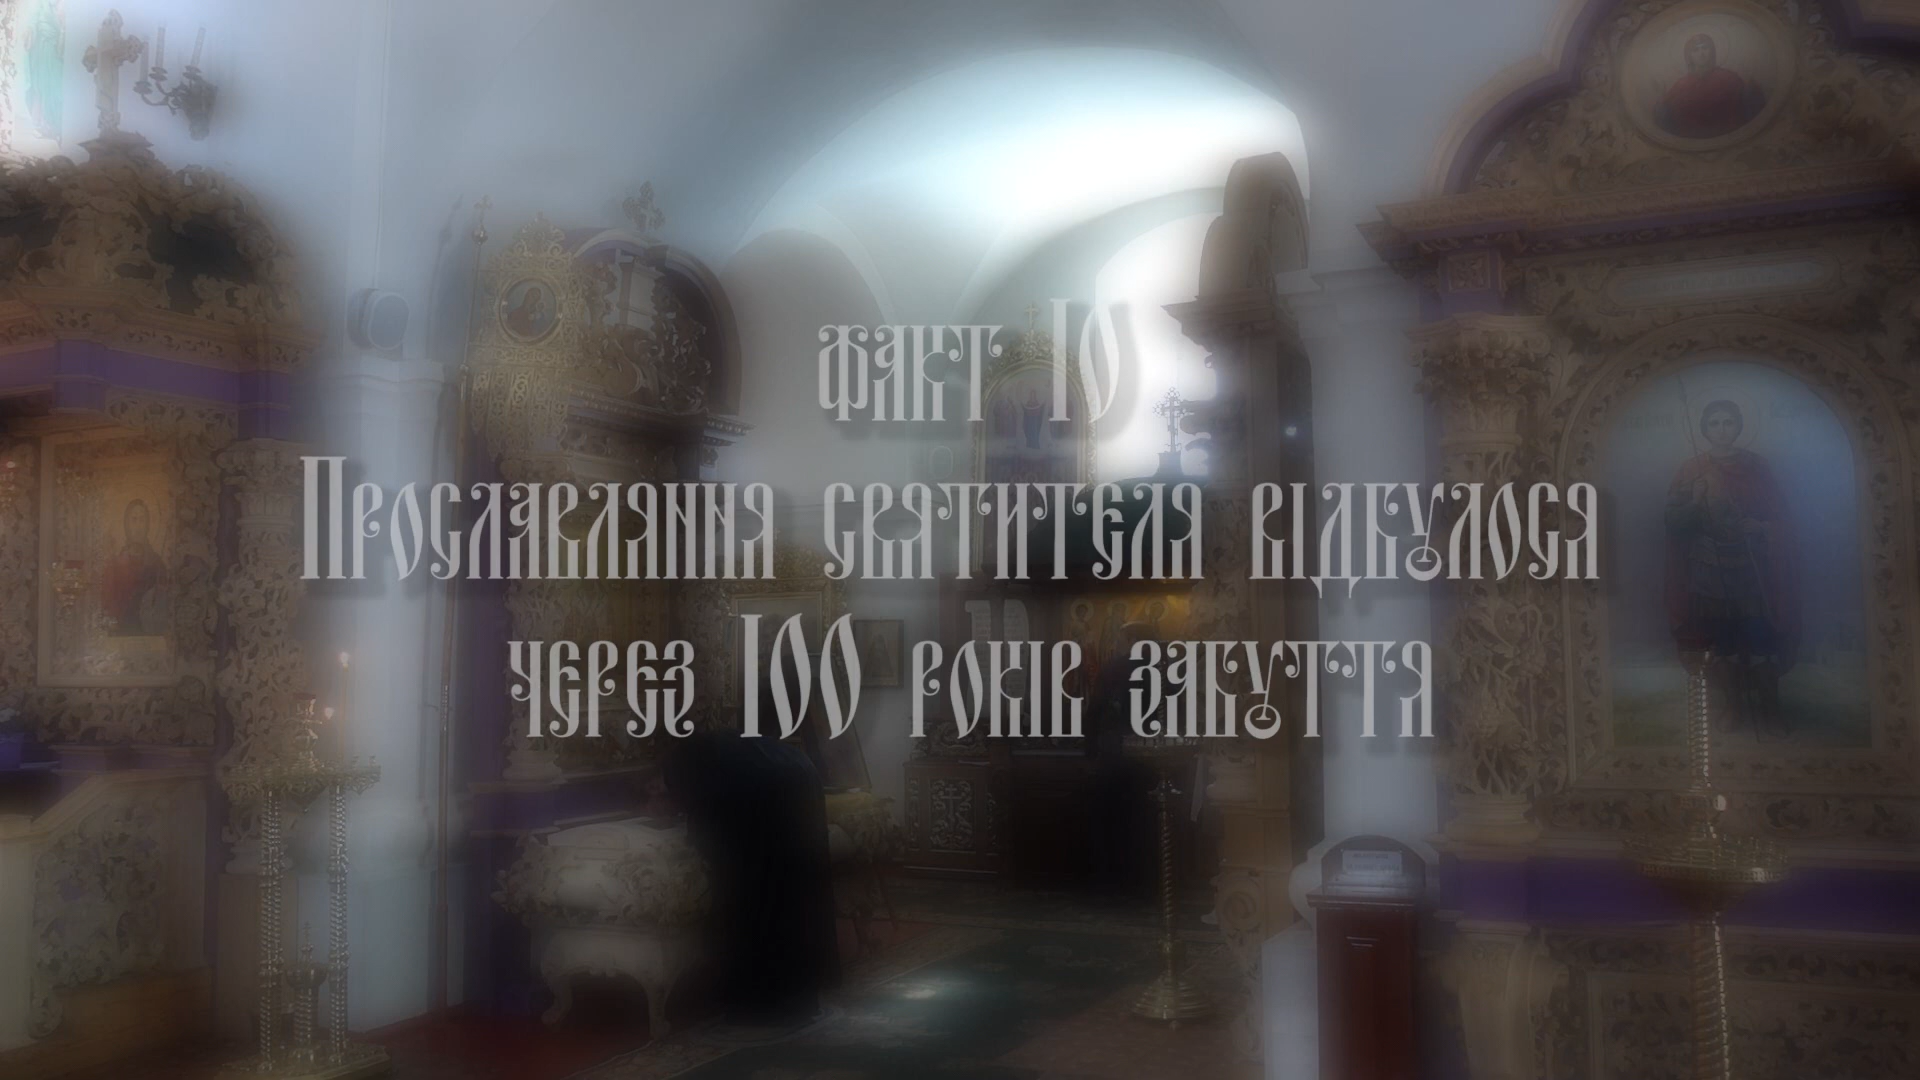 факт 10
Прославляння святителя відбулося
через 100 років забуття